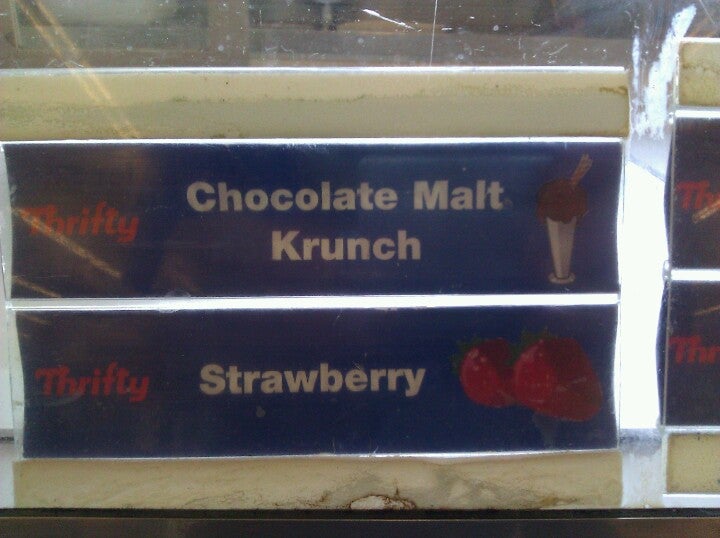 Thrifty
Chocolate Malt
Krunch
Thrifty
Strawberry